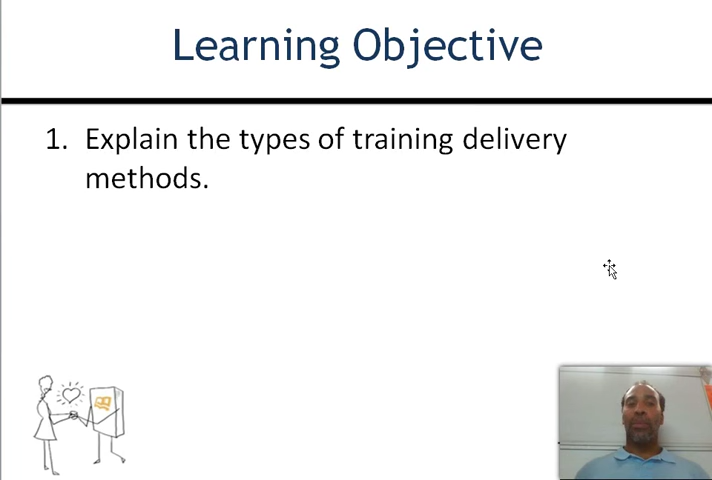 Learning Objective
1. Explain the types of training delivery
methods.